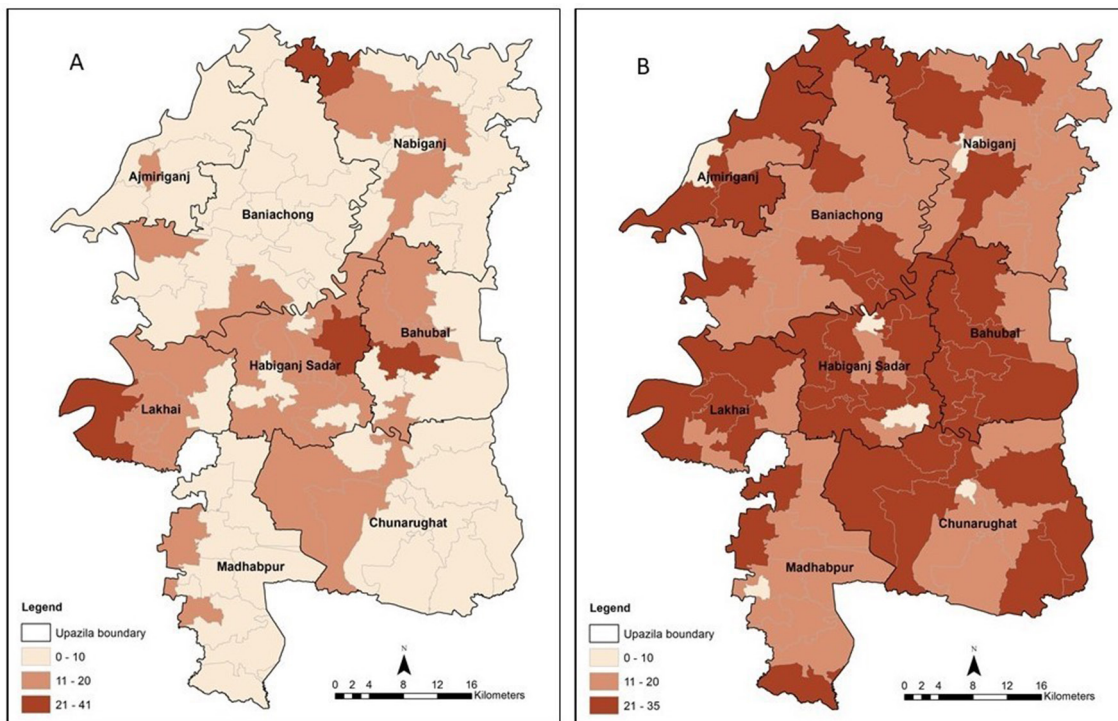 A
Nabiganj
Ajmiriganj
Baniachong
Bahubal
Habiganj Sadar
Lakhai
Chunarughat
Madhabpur
Legend
Upazila boundary
0 - 10
11 - 20
21 - 41
N
0 2 4 8 12 16
Kilometers
B
Nabiganj
Ajmiriganj
Baniachong
Bahubal
Habiganj Sadar
Lakhai
Chunarughat
Madhabpur
Legend
Upazila boundary
0 - 10
11 - 20
21 - 35
N
0 2 4 8 12 16
Kilometers